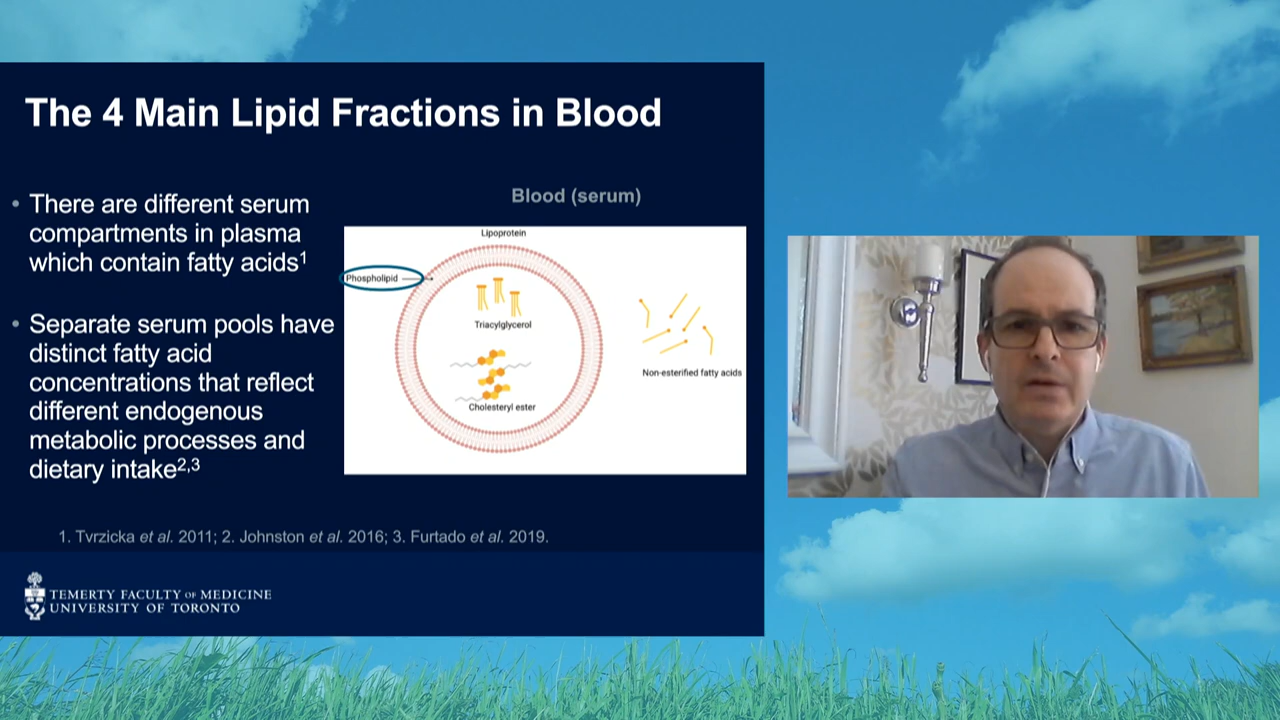 The 4 Main Lipid Fractions in Blood
• There are different serum
compartments in plasma
which contain fatty acids1
• Separate serum pools have
distinct fatty acid
concentrations that reflect
different endogenous
metabolic processes and
dietary intake2,3
Blood (serum)
Lipoprotein
Phospholipid
Triacylglycerol
Cholesteryl ester
Non-esterified fatty acids
1. Tvrzicka et al. 2011; 2. Johnston et al. 2016; 3. Furtado et al. 2019.
TEMERTY FACULTY OF MEDICINE
UNIVERSITY OF TORONTO